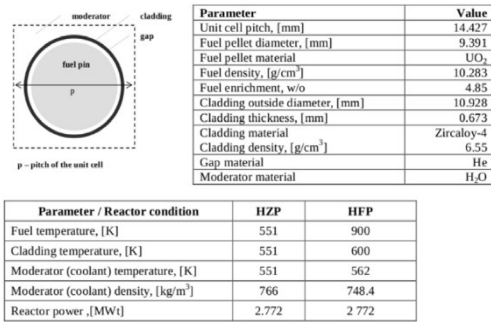 moderator cladding
gap
fuel pin
p
p – pitch of the unit cell
Parameter Value
Unit cell pitch, [mm] 14.427
Fuel pellet diameter, [mm] 9.391
Fuel pellet material UO₂
Fuel density, [g/cm³] 10.283
Fuel enrichment, w/o 4.85
Cladding outside diameter, [mm] 10.928
Cladding thickness, [mm] 0.673
Cladding material Zircaloy-4
Cladding density, [g/cm³] 6.55
Gap material He
Moderator material H₂O
Parameter / Reactor condition HZP HFP
Fuel temperature, [K] 551 900
Cladding temperature, [K] 551 600
Moderator (coolant) temperature, [K] 551 562
Moderator (coolant) density, [kg/m³] 766 748.4
Reactor power ,[MWt] 2.772 2 772